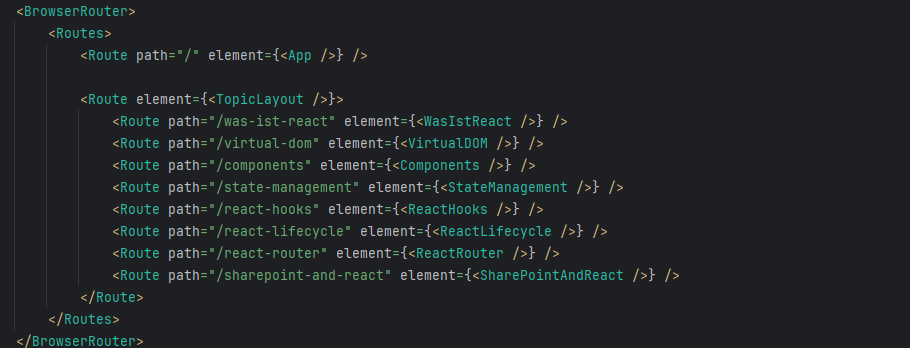 <BrowserRouter>
<Routes>
<Route path="/" element={<App />} />
<Route element={<TopicLayout />}>
<Route path="/was-ist-react" element={<WasIstReact />} />
<Route path="/virtual-dom" element={<VirtualDOM />} />
<Route path="/components" element={<Components />} />
<Route path="/state-management" element={<StateManagement />} />
<Route path="/react-hooks" element={<ReactHooks />} />
<Route path="/react-lifecycle" element={<ReactLifecycle />} />
<Route path="/react-router" element={<ReactRouter />} />
<Route path="/sharepoint-and-react" element={<SharePointAndReact />} />
</Route>
</Routes>
</BrowserRouter>